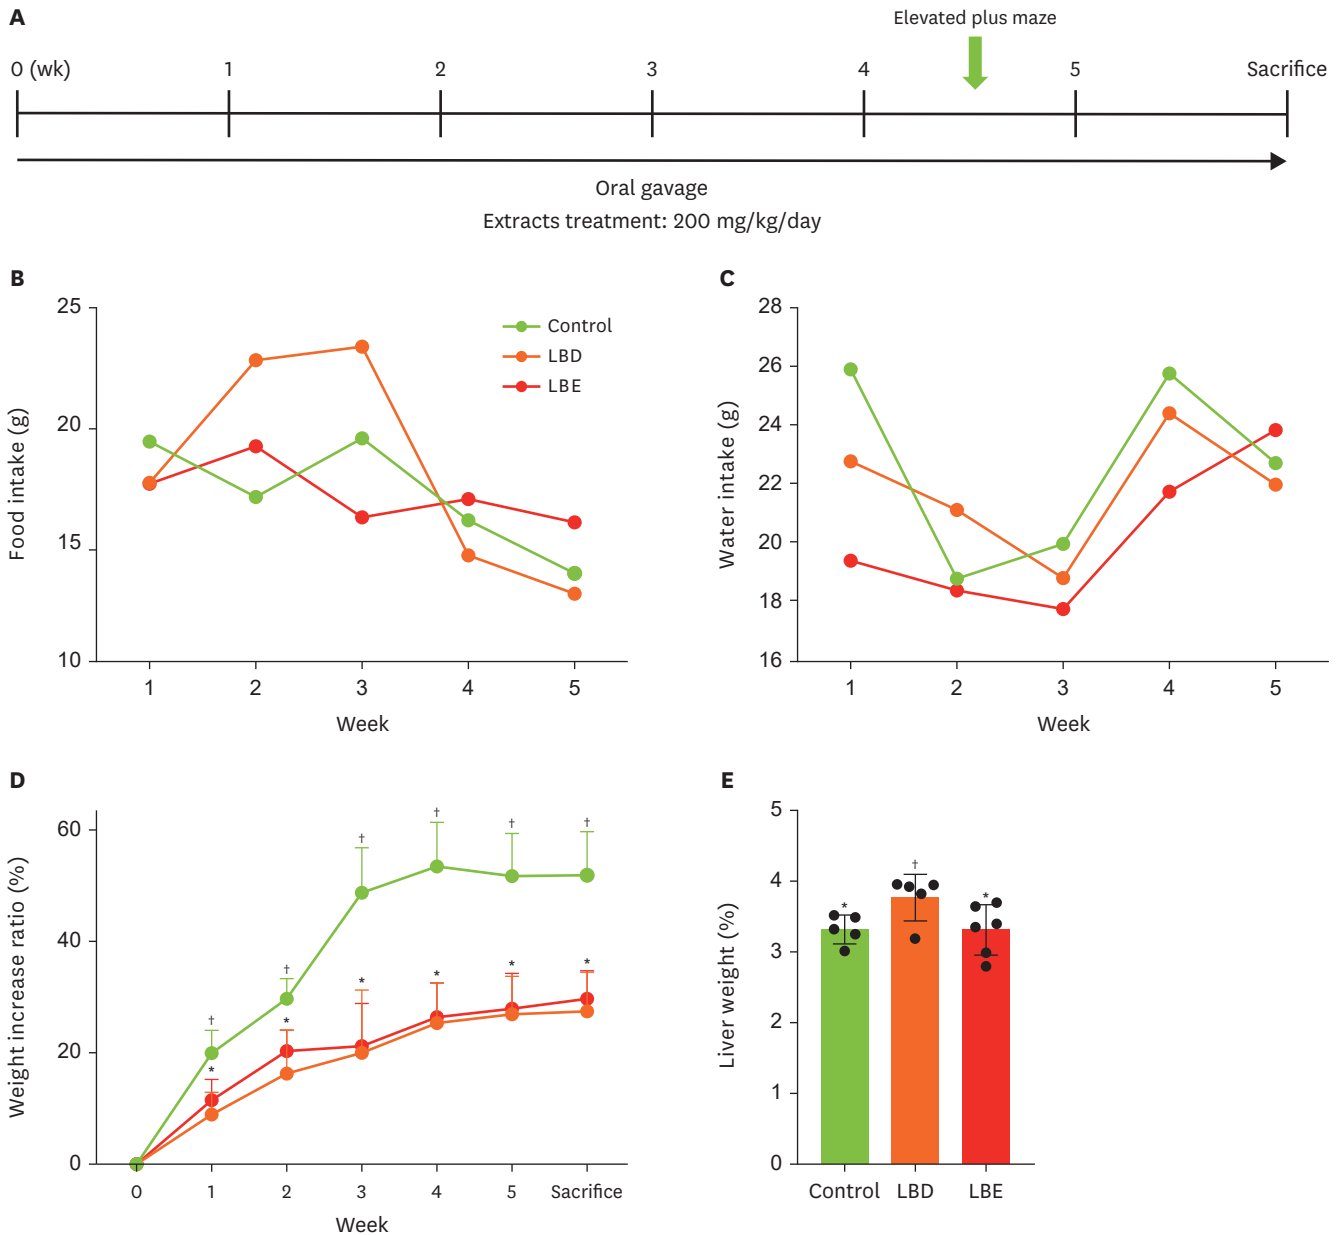 A
Elevated plus maze
0 (wk) 1 2 3 4 5 Sacrifice
Oral gavage
Extracts treatment: 200 mg/kg/day
B
Food intake (g)
25
20
15
10
Control
LBD
LBE
1 2 3 4 5
Week
C
Water intake (g)
28
26
24
22
20
18
16
1 2 3 4 5
Week
D
Weight increase ratio (%)
60
40
20
0
† † † † † † †
* * * * * * *
0 1 2 3 4 5 Sacrifice
Week
E
Liver weight (%)
5
4
3
2
1
0
* † *
Control LBD LBE